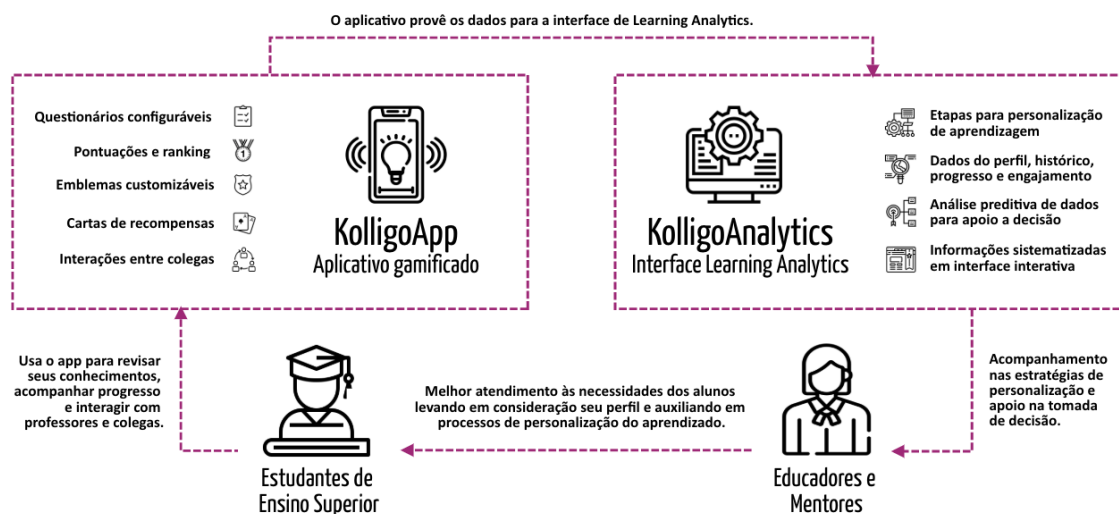 O aplicativo provê os dados para a interface de Learning Analytics.
Questionários configuráveis
Pontuações e ranking
1
Emblemas customizáveis
Cartas de recompensas
Interações entre colegas
KolligoApp
Aplicativo gamificado
KolligoAnalytics
Interface Learning Analytics
Etapas para personalização
de aprendizagem
Dados do perfil, histórico,
progresso e engajamento
Análise preditiva de dados
para apoio a decisão
Informações sistematizadas
em interface interativa
Usa o app para revisar
seus conhecimentos,
acompanhar progresso
e interagir com
professores e colegas.
Estudantes de
Ensino Superior
Melhor atendimento às necessidades dos alunos
levando em consideração seu perfil e auxiliando em
processos de personalização do aprendizado.
Educadores e
Mentores
Acompanhamento
nas estratégias de
personalização e
apoio na tomada
de decisão.